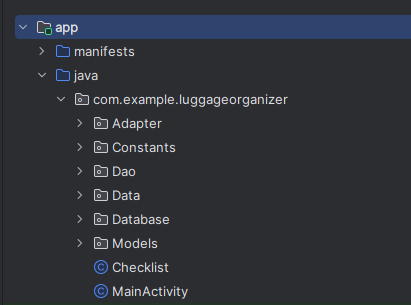 app
manifests
java
com.example.luggageorganizer
Adapter
Constants
Dao
Data
Database
Models
C Checklist
C MainActivity